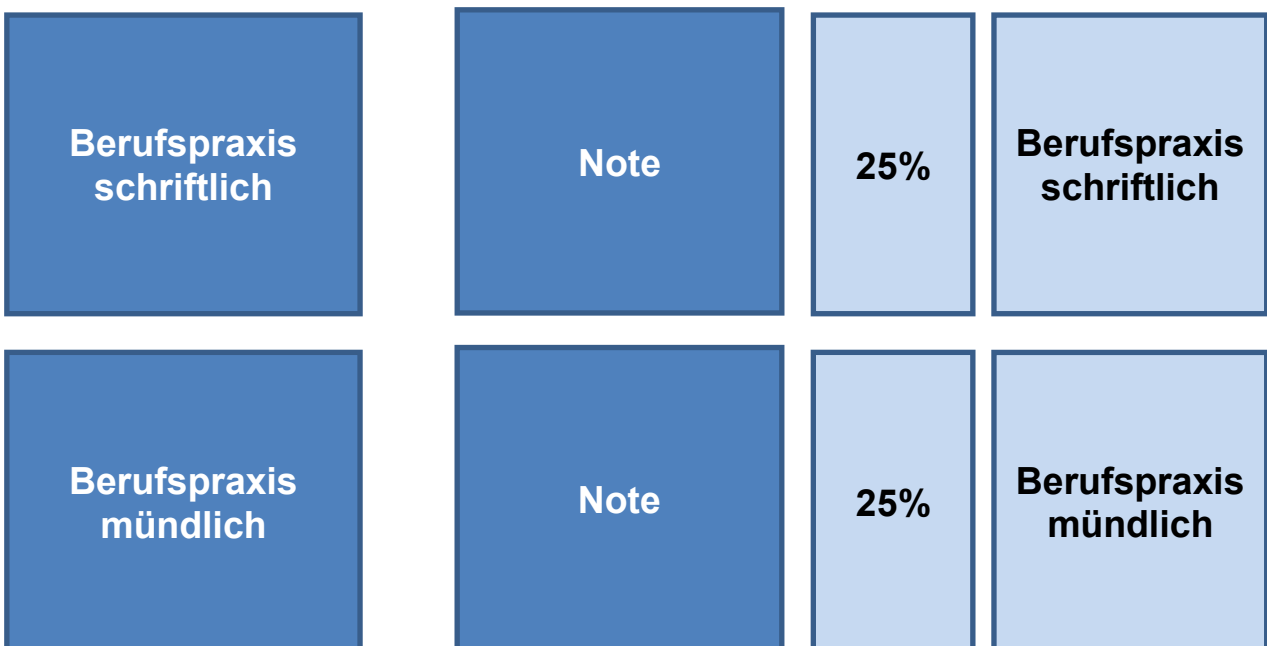 Berufspraxis
schriftlich
Note
25%
Berufspraxis
schriftlich
Berufspraxis
mündlich
Note
25%
Berufspraxis
mündlich